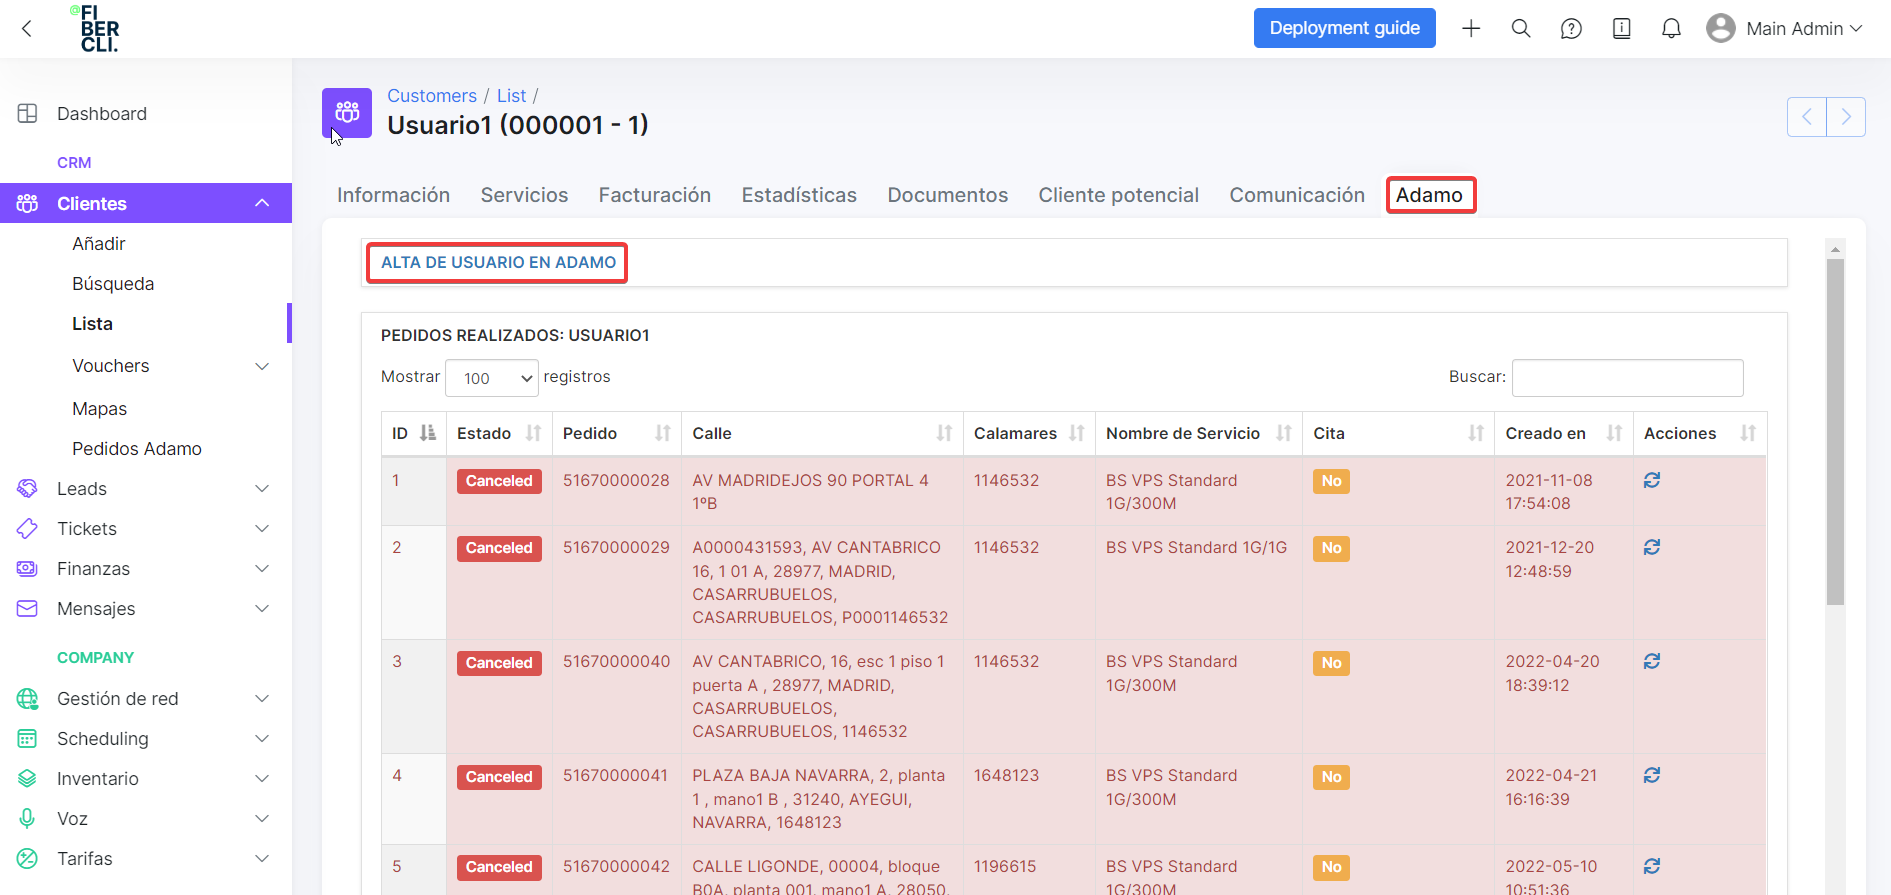 @FI
BER
CLI.
Deployment guide
Main Admin
Dashboard
CRM
Clientes
Añadir
Búsqueda
Lista
Vouchers
Mapas
Pedidos Adamo
Leads
Tickets
Finanzas
Mensajes
COMPANY
Gestión de red
Scheduling
Inventario
Voz
Tarifas
Customers / List /
Usuario1 (000001 - 1)
Información Servicios Facturación Estadísticas Documentos Cliente potencial Comunicación Adamo
ALTA DE USUARIO EN ADAMO
PEDIDOS REALIZADOS: USUARIO1
Mostrar 100 registros Buscar:
ID Estado Pedido Calle Calamares Nombre de Servicio Cita Creado en Acciones
1 Canceled 51670000028 AV MADRIDEJOS 90 PORTAL 4 1146532 BS VPS Standard No 2021-11-08
1ºB 1G/300M 17:54:08
2 Canceled 51670000029 A0000431593, AV CANTABRICO 1146532 BS VPS Standard 1G/1G No 2021-12-20
16, 1 01 A, 28977, MADRID, 12:48:59
CASARRUBUELOS,
CASARRUBUELOS, P0001146532
3 Canceled 51670000040 AV CANTABRICO, 16, esc 1 piso 1 1146532 BS VPS Standard No 2022-04-20
puerta A , 28977, MADRID, 1G/300M 18:39:12
CASARRUBUELOS,
CASARRUBUELOS, 1146532
4 Canceled 51670000041 PLAZA BAJA NAVARRA, 2, planta 1648123 BS VPS Standard No 2022-04-21
1 , mano1 B , 31240, AYEGUI, 1G/300M 16:16:39
NAVARRA, 1648123
5 Canceled 51670000042 CALLE LIGONDE, 00004, bloque 1196615 BS VPS Standard No 2022-05-10
B0A, planta 001, mano1 A, 28050, 1G/300M 10:51:36